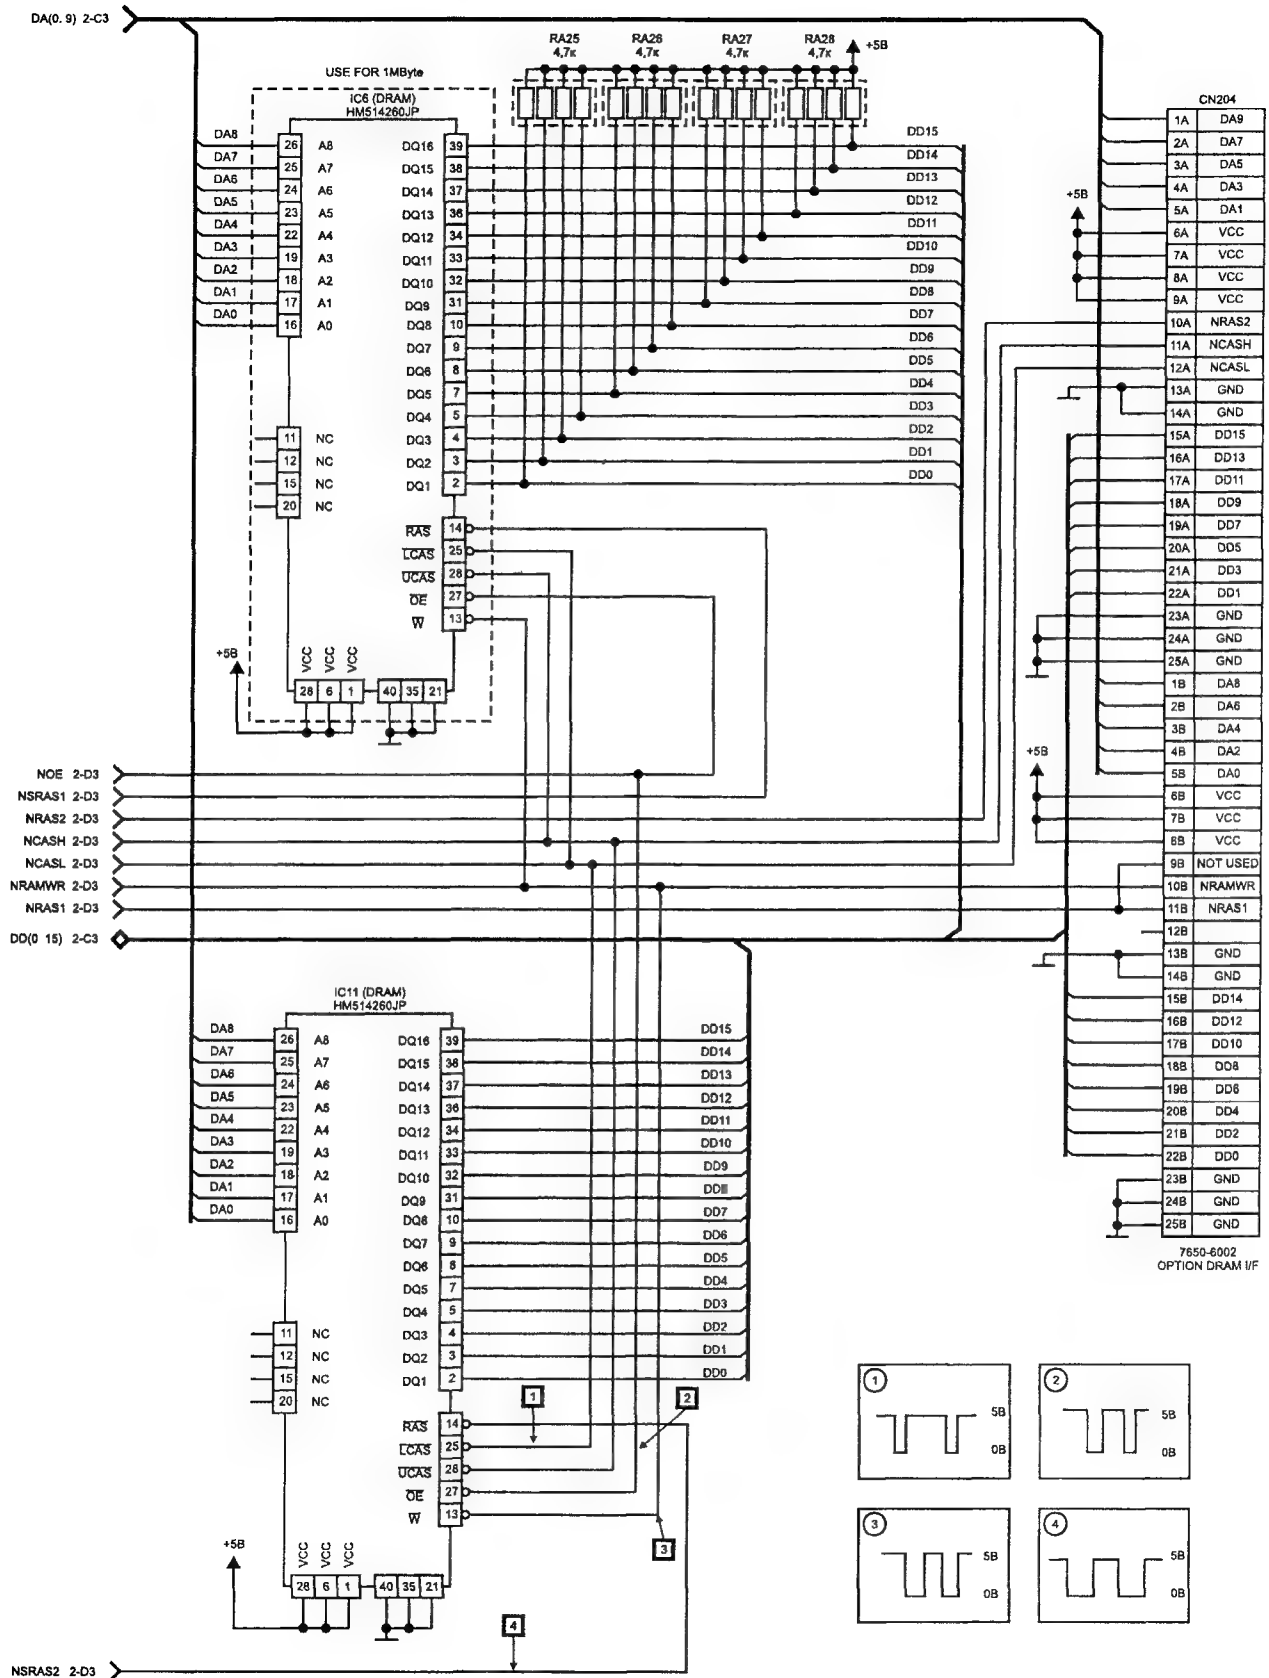 DA(0. 9) 2-C3
RA25 4,7к
RA26 4,7к
RA27 4,7к
RA28 4,7к
+5В
USE FOR 1MByte
IC6 (DRAM)
HM514260JP
DA8 26 A8 DQ16 39 DD15
DA7 25 A7 DQ15 38 DD14
DA6 24 A6 DQ14 37 DD13
DA5 23 A5 DQ13 36 DD12
DA4 22 A4 DQ12 34 DD11
DA3 19 A3 DQ11 33 DD10
DA2 18 A2 DQ10 32 DD9
DA1 17 A1 DQ9 31 DD8
DA0 16 A0 DQ8 10 DD7
DQ7 9 DD6
DQ6 8 DD5
DQ5 7 DD4
DQ4 5 DD3
11 NC DQ3 4 DD2
12 NC DQ2 3 DD1
15 NC DQ1 2 DD0
20 NC
RAS 14
LCAS 25
UCAS 28
OE 27
W 13
+5В
VCC VCC VCC
28 6 1 40 35 21
NOE 2-D3
NSRAS1 2-D3
NRAS2 2-D3
NCASH 2-D3
NCASL 2-D3
NRAMWR 2-D3
NRAS1 2-D3
DD(0 15) 2-C3
CN204
1A DA9
2A DA7
3A DA5
4A DA3
5A DA1
+5В
6A VCC
7A VCC
8A VCC
9A VCC
10A NRAS2
11A NCASH
12A NCASL
13A GND
14A GND
15A DD15
16A DD13
17A DD11
18A DD9
19A DD7
20A DD5
21A DD3
22A DD1
23A GND
24A GND
25A GND
1B DA8
2B DA6
3B DA4
4B DA2
5B DA0
+5В
6B VCC
7B VCC
8B VCC
9B NOT USED
10B NRAMWR
11B NRAS1
12B
13B GND
14B GND
15B DD14
16B DD12
17B DD10
18B DD8
19B DD6
20B DD4
21B DD2
22B DD0
23B GND
24B GND
25B GND
7650-6002
OPTION DRAM I/F
IC11 (DRAM)
HM514260JP
DA8 26 A8 DQ16 39 DD15
DA7 25 A7 DQ15 38 DD14
DA6 24 A6 DQ14 37 DD13
DA5 23 A5 DQ13 36 DD12
DA4 22 A4 DQ12 34 DD11
DA3 19 A3 DQ11 33 DD10
DA2 18 A2 DQ10 32 DD9
DA1 17 A1 DQ9 31
DA0 16 A0 DQ8 10 DD7
DQ7 9 DD6
DQ6 8 DD5
DQ5 7 DD4
DQ4 5 DD3
11 NC DQ3 4 DD2
12 NC DQ2 3 DD1
15 NC DQ1 2 DD0
20 NC
RAS 14
LCAS 25
UCAS 28
OE 27
W 13
1
2
3
4
+5В
VCC VCC VCC
28 6 1 40 35 21
NSRAS2 2-D3
1 5В 0В
2 5В 0В
3 5В 0В
4 5В 0В